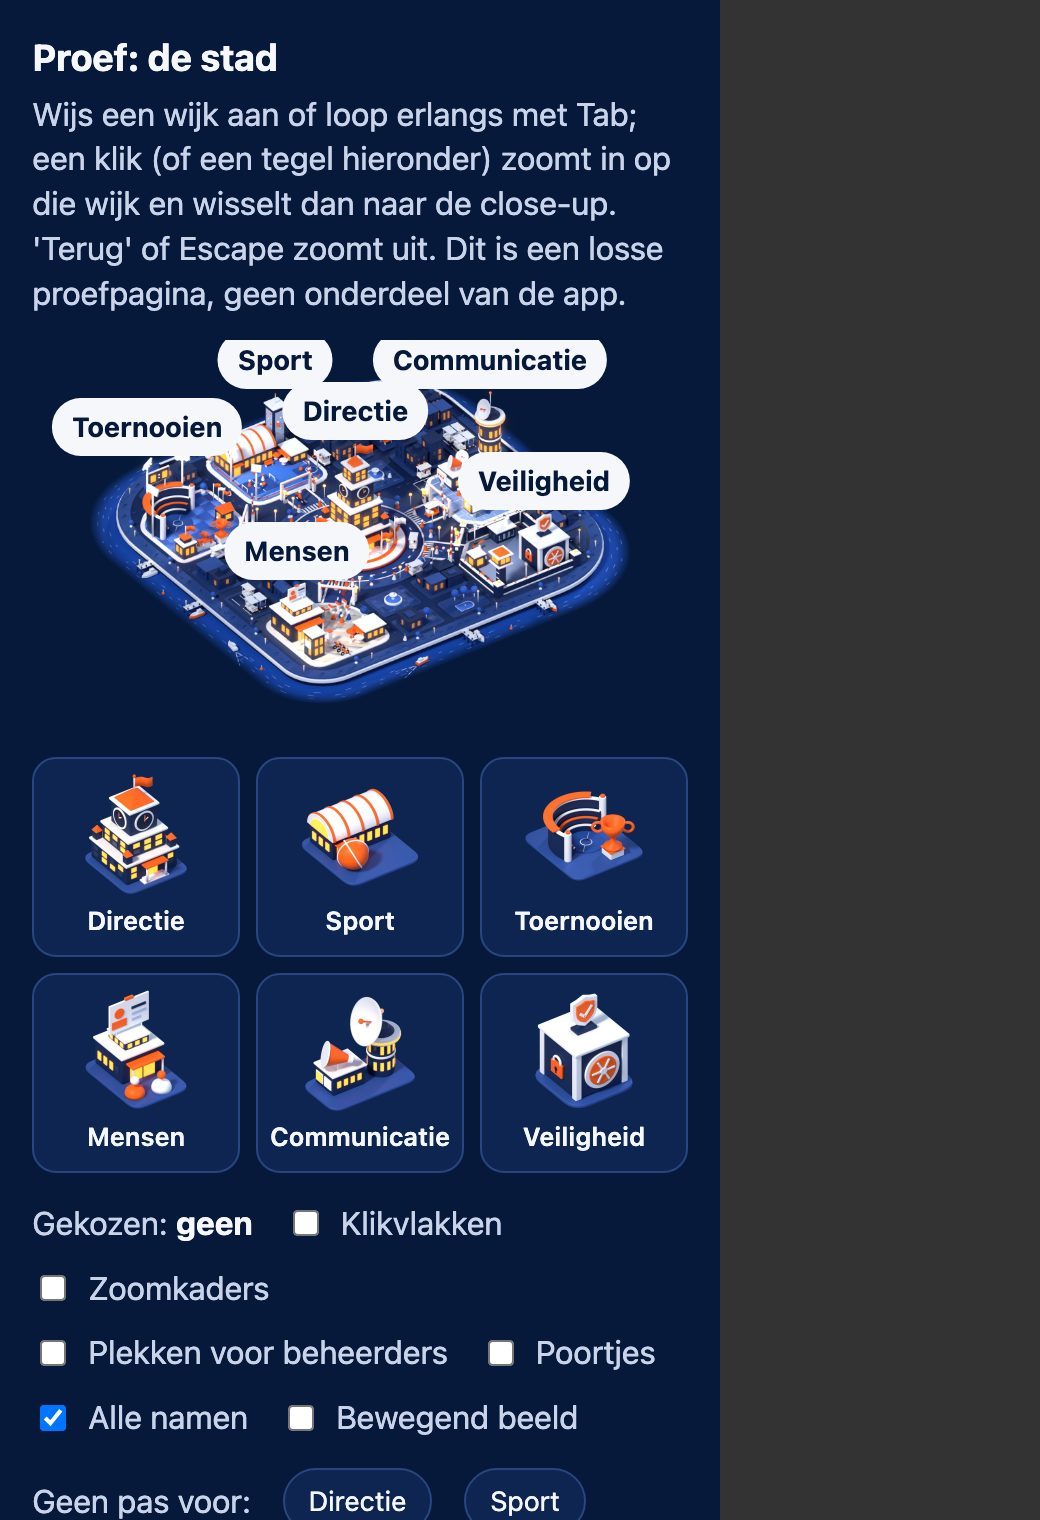 Proef: de stad
Wijs een wijk aan of loop erlangs met Tab;
een klik (of een tegel hieronder) zoomt in op
die wijk en wisselt dan naar de close-up.
'Terug' of Escape zoomt uit. Dit is een losse
proefpagina, geen onderdeel van de app.
Sport
Communicatie
Directie
Toernooien
Veiligheid
Mensen
Directie
Sport
Toernooien
Mensen
Communicatie
Veiligheid
Gekozen: geen
Klikvlakken
Zoomkaders
Plekken voor beheerders
Poortjes
Alle namen
Bewegend beeld
Geen pas voor:
Directie
Sport